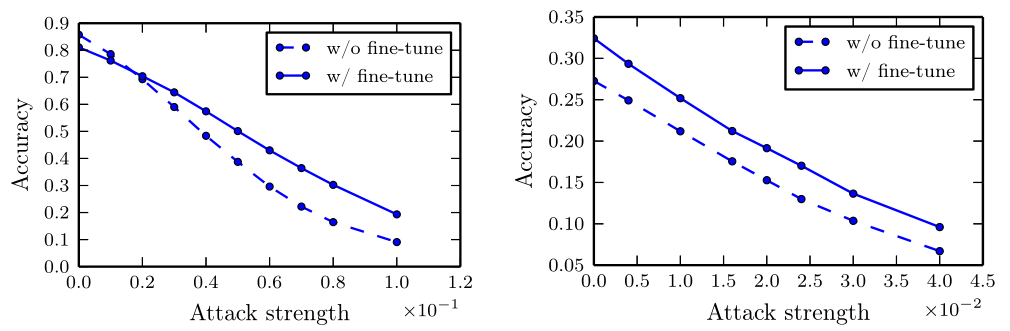 0.9
0.8
0.7
0.6
0.5
0.4
0.3
0.2
0.1
0.0
Accuracy
w/o fine-tune
w/ fine-tune
0.0 0.2 0.4 0.6 0.8 1.0 1.2
Attack strength ×10⁻¹
0.35
0.30
0.25
0.20
0.15
0.10
0.05
Accuracy
w/o fine-tune
w/ fine-tune
0.0 0.5 1.0 1.5 2.0 2.5 3.0 3.5 4.0 4.5
Attack strength ×10⁻²